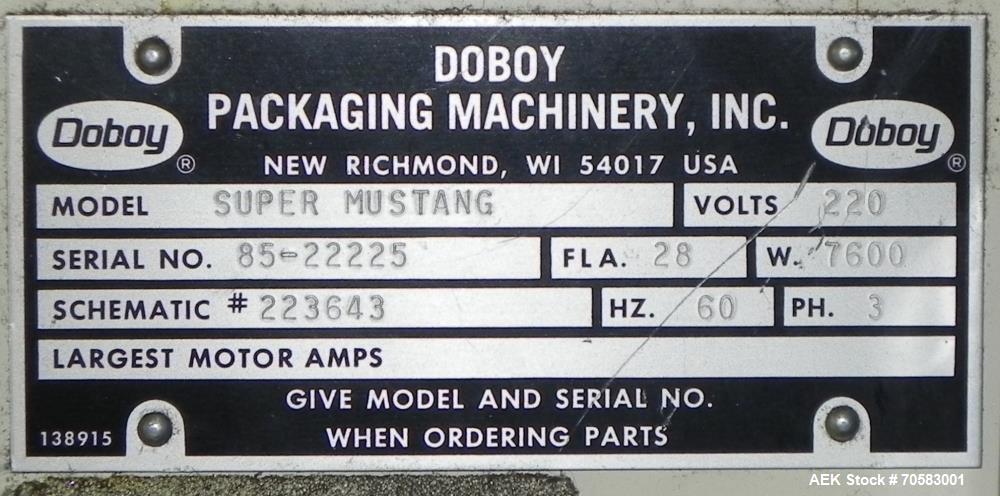 DOBOY
PACKAGING MACHINERY, INC.
Doboy® Doboy®
NEW RICHMOND, WI 54017 USA
MODEL SUPER MUSTANG VOLTS 220
SERIAL NO. 85-22225 FLA. 28 W. 7600
SCHEMATIC # 223643 HZ. 60 PH. 3
LARGEST MOTOR AMPS
GIVE MODEL AND SERIAL NO.
138915 WHEN ORDERING PARTS
AEK Stock # 70583001